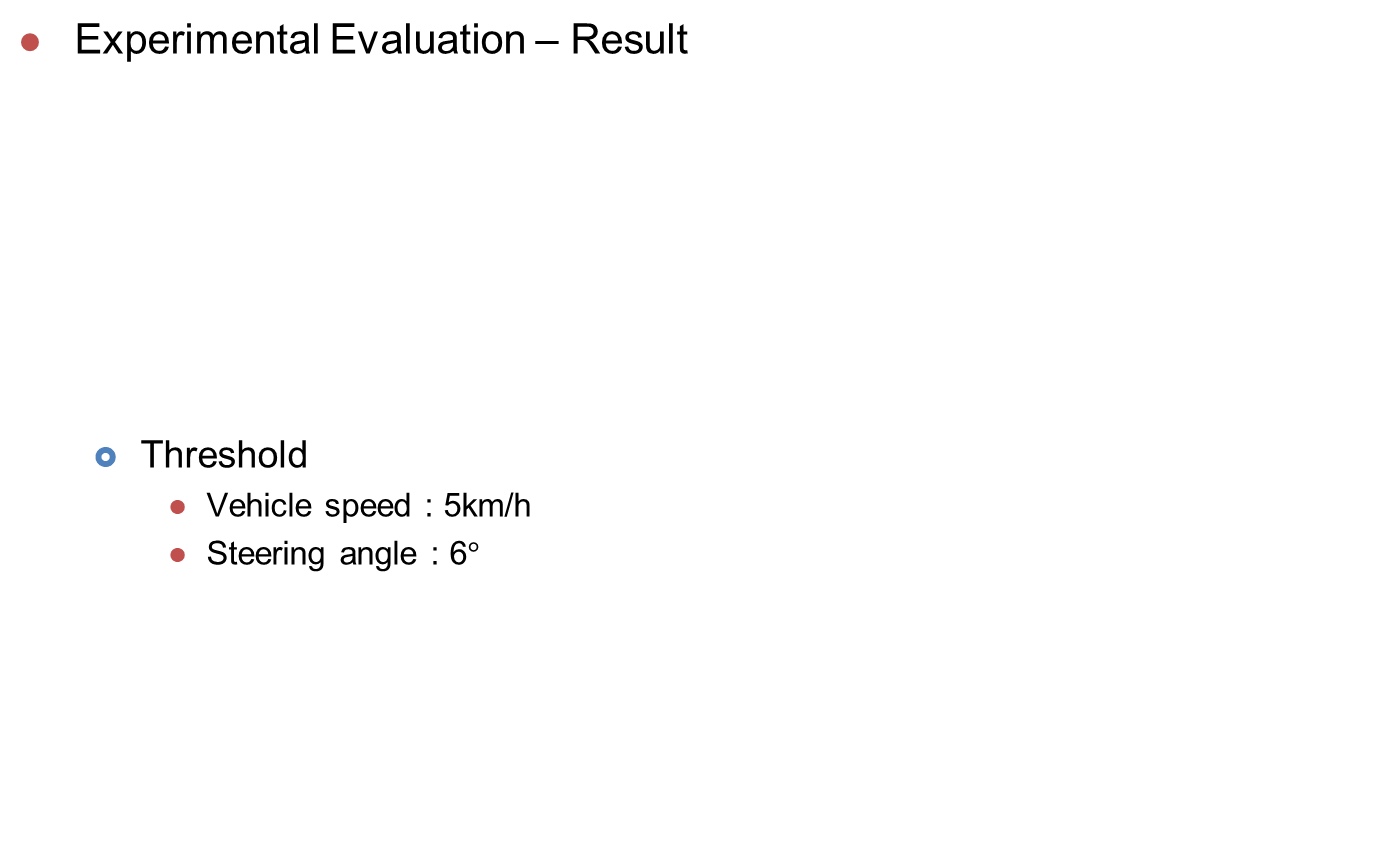 Experimental Evaluation – Result
Threshold
Vehicle speed : 5km/h
Steering angle : 6°